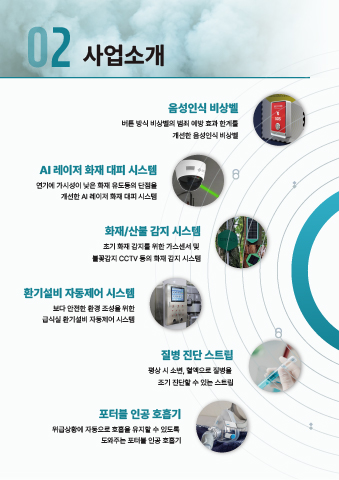 02 사업소개
음성인식 비상벨
버튼 방식 비상벨의 범죄 예방 효과 한계를
개선한 음성인식 비상벨
AI 레이저 화재 대피 시스템
연기에 가시성이 낮은 화재 유도등의 단점을
개선한 AI 레이저 화재 대피 시스템
화재/산불 감지 시스템
초기 화재 감지를 위한 가스센서 및
불꽃감지 CCTV 등의 화재 감지 시스템
환기설비 자동제어 시스템
보다 안전한 환경 조성을 위한
급식실 환기설비 자동제어 시스템
질병 진단 스트립
평상 시 소변, 혈액으로 질병을
조기 진단할 수 있는 스트립
포터블 인공 호흡기
위급상황에 자동으로 호흡을 유지할 수 있도록
도와주는 포터블 인공 호흡기